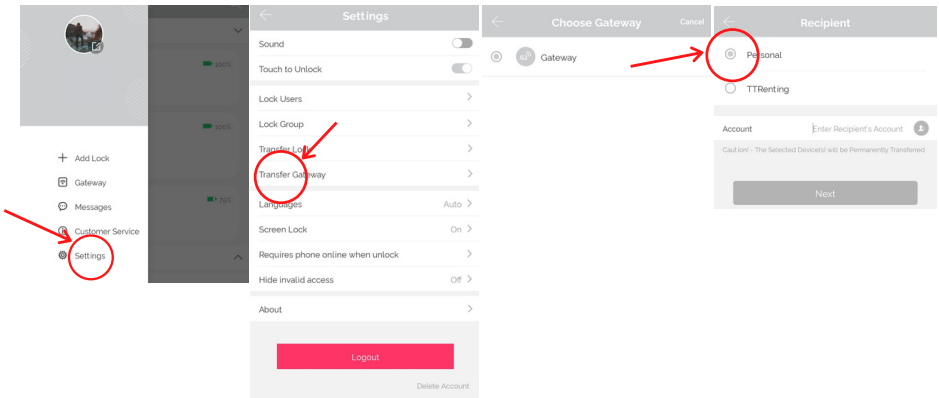 100%
100%
79%
Add Lock
Gateway
Messages
Customer Service
Settings
Settings
Sound
Touch to Unlock
Lock Users
Lock Group
Transfer Lock
Transfer Gateway
Languages Auto
Screen Lock On
Requires phone online when unlock
Hide invalid access Off
About
Logout
Delete Account
Choose Gateway Cancel
G2 Gateway
Recipient
Personal
TTRenting
Account Enter Recipient's Account
Caution! - The Selected Device(s) will be Permanently Transferred
Next